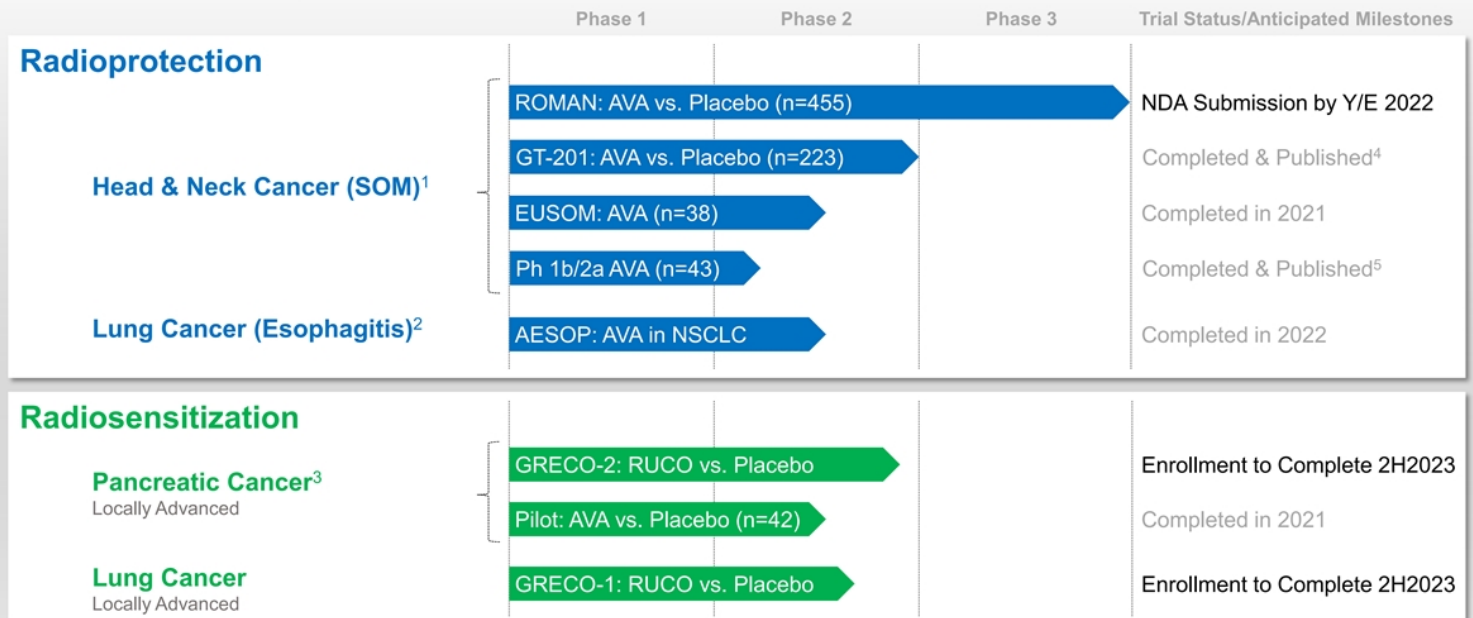 Phase 1 Phase 2 Phase 3 Trial Status/Anticipated Milestones
Radioprotection
Head & Neck Cancer (SOM)¹
ROMAN: AVA vs. Placebo (n=455) NDA Submission by Y/E 2022
GT-201: AVA vs. Placebo (n=223) Completed & Published⁴
EUSOM: AVA (n=38) Completed in 2021
Ph 1b/2a AVA (n=43) Completed & Published⁵
Lung Cancer (Esophagitis)² AESOP: AVA in NSCLC Completed in 2022
Radiosensitization
Pancreatic Cancer³
Locally Advanced
GRECO-2: RUCO vs. Placebo Enrollment to Complete 2H2023
Pilot: AVA vs. Placebo (n=42) Completed in 2021
Lung Cancer
Locally Advanced
GRECO-1: RUCO vs. Placebo Enrollment to Complete 2H2023